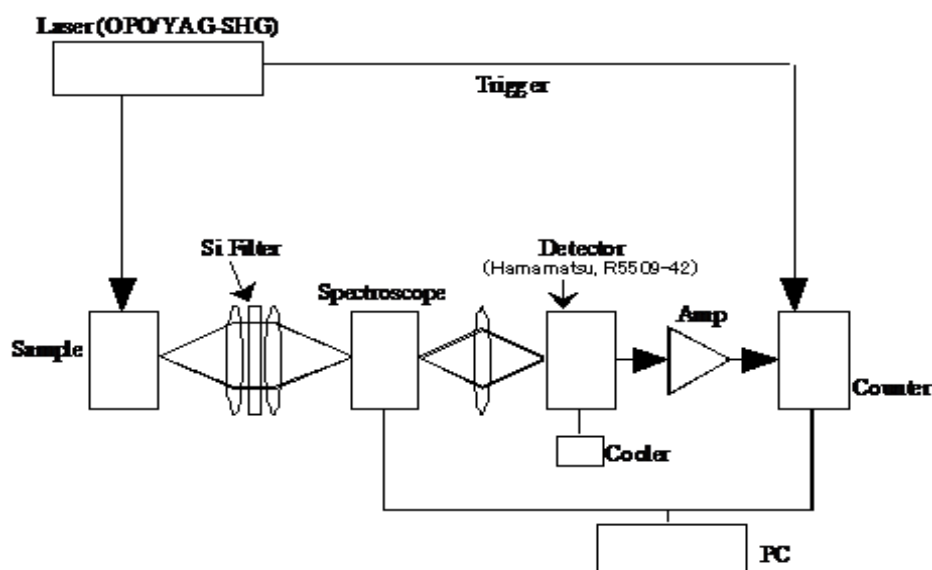 Laser (OPO/YAG-SHG)
Trigger
Si Filter
Detector
(Hamamatsu, R5509-42)
Spectroscope
Amp
Sample
Counter
Cooler
PC